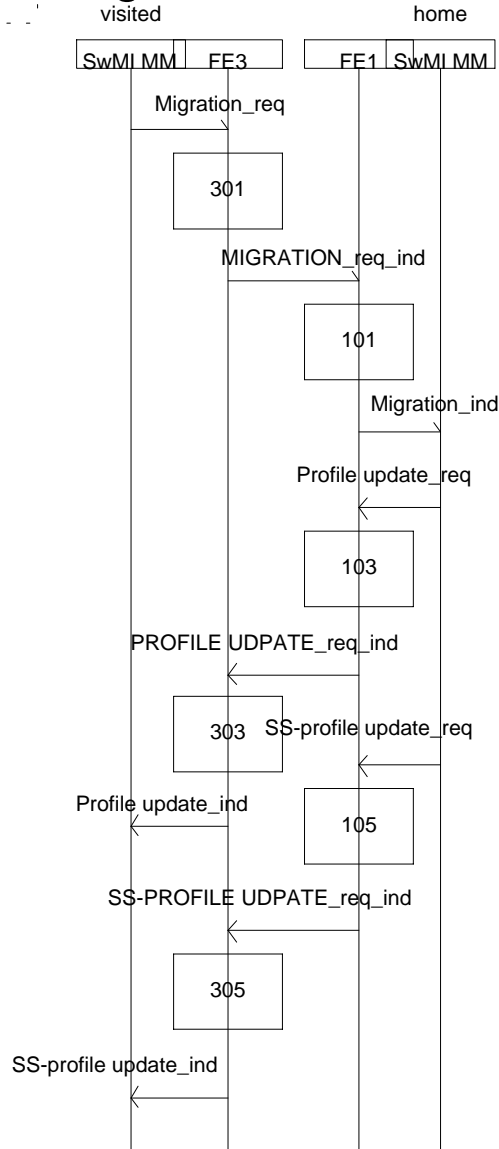 visited home
SwMI MM FE3 FE1 SwMI MM
Migration_req
301
MIGRATION_req_ind
101
Migration_ind
Profile update_req
103
PROFILE UDPATE_req_ind
303
SS-profile update_req
Profile update_ind
105
SS-PROFILE UDPATE_req_ind
305
SS-profile update_ind